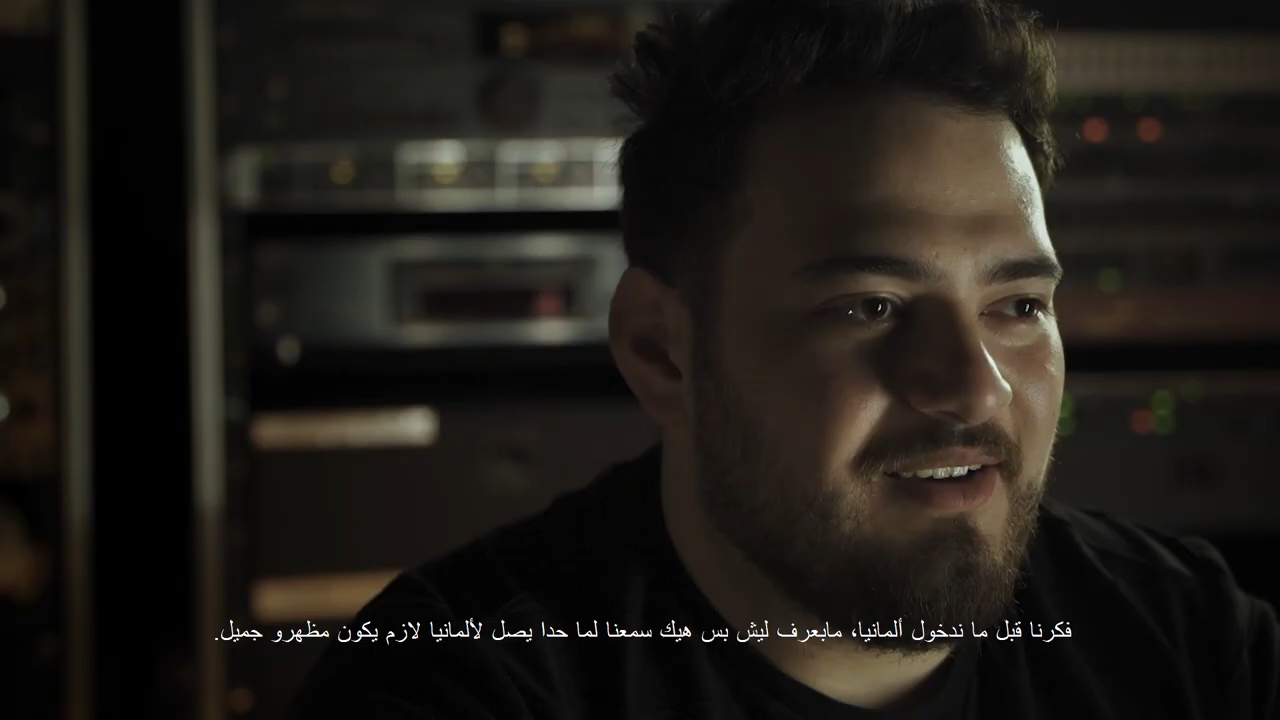 فكرنا قبل ما ندخول ألمانيا، مابعرف ليش بس هيك سمعنا لما حدا يصل لألمانيا لازم يكون مظهرو جميل.